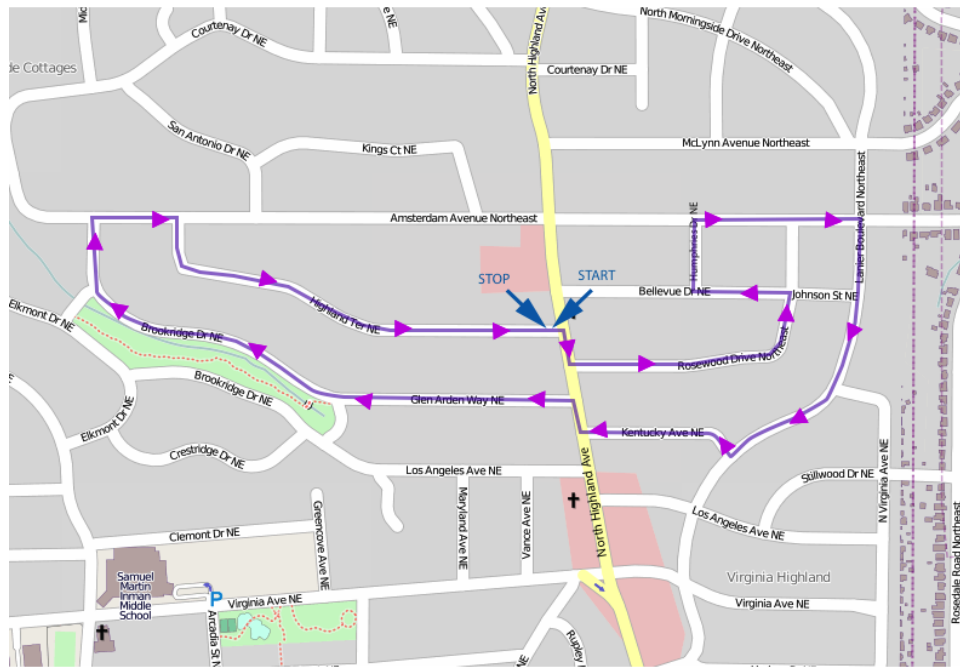 Courtenay Dr NE
North Highland Av
North Morningside Drive Northeast
de Cottages
Courtenay Dr NE
San Antonio Dr NE
Kings Ct NE
McLynn Avenue Northeast
Amsterdam Avenue Northeast
Humphries Dr NE
Lanier Boulevard Northeast
STOP
START
Bellevue Dr NE
Johnson St NE
Elkmont Dr NE
Highland Ter NE
Brookridge Dr NE
Rosewood Drive Northeast
Brookridge Dr NE
Glen Arden Way NE
Elkmont Dr NE
Kentucky Ave NE
Crestridge Dr NE
Los Angeles Ave NE
Stillwood Dr NE
N Virginia Ave NE
North Highland Ave
Maryland Ave NE
Vance Ave NE
Greencove Ave NE
Los Angeles Ave NE
Clemont Dr NE
Rosedale Road Northeast
Samuel
Martin
Inman
Middle
School
P
Virginia Ave NE
Virginia Highland
Virginia Ave NE
Arcadia St N
Rupley